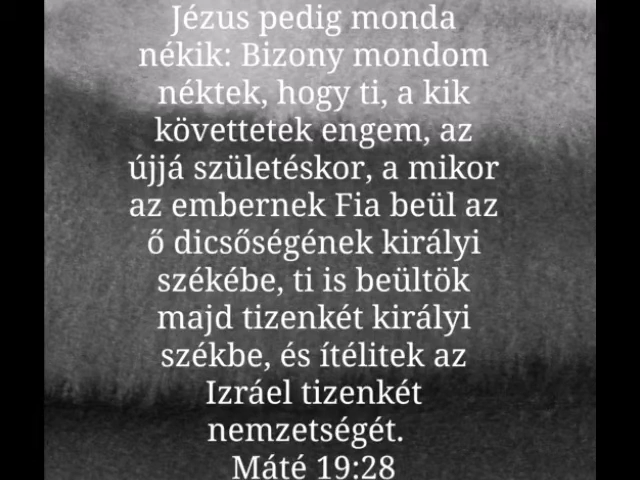 Jézus pedig monda
nékik: Bizony mondom
néktek, hogy ti, a kik
követtetek engem, az
újjá születéskor, a mikor
az embernek Fia beül az
ő dicsőségének királyi
székébe, ti is beültök
majd tizenkét királyi
székbe, és ítélitek az
Izráel tizenkét
nemzetségét.
Máté 19:28